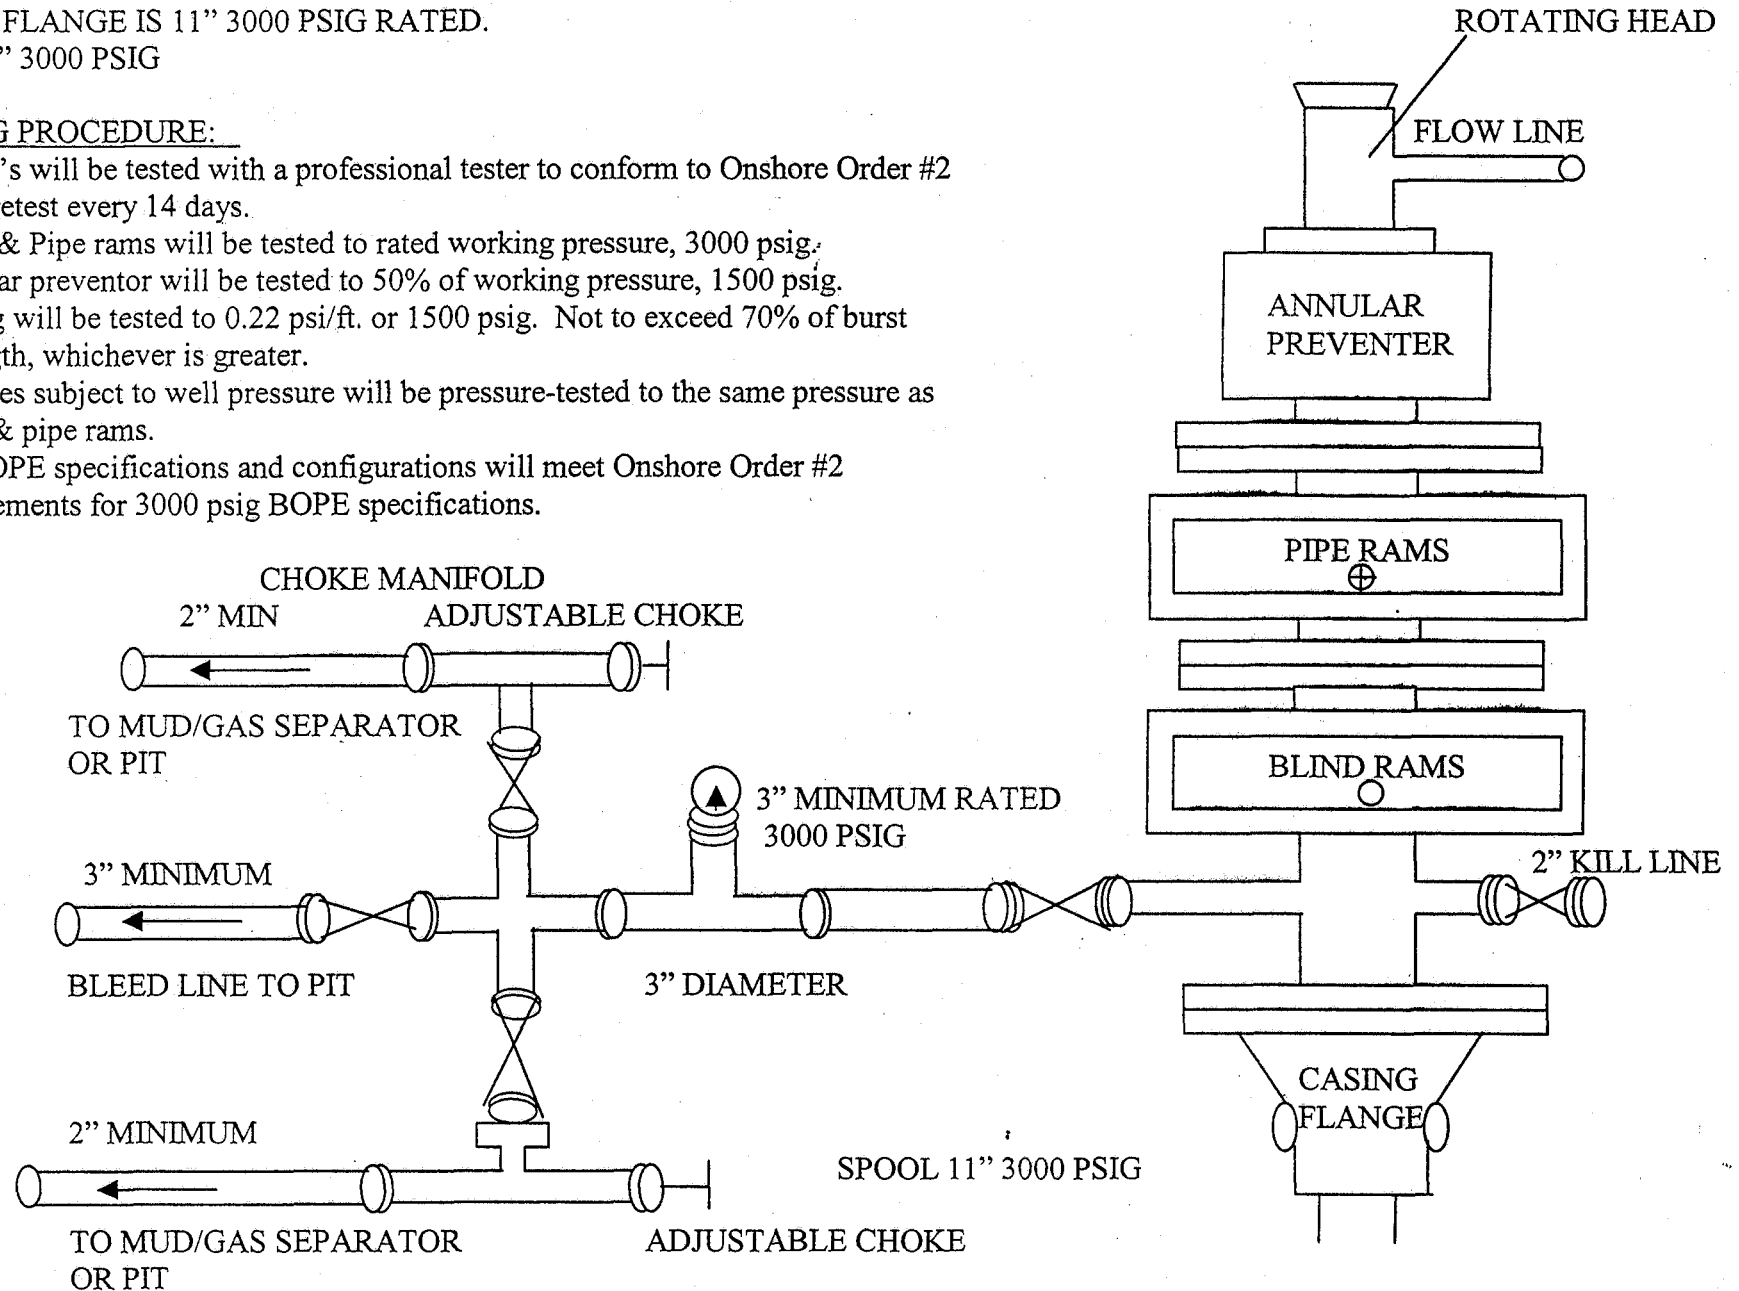 FLANGE IS 11” 3000 PSIG RATED.
” 3000 PSIG
G PROCEDURE:
’s will be tested with a professional tester to conform to Onshore Order #2
etest every 14 days.
& Pipe rams will be tested to rated working pressure, 3000 psig.
ar preventor will be tested to 50% of working pressure, 1500 psig.
g will be tested to 0.22 psi/ft. or 1500 psig. Not to exceed 70% of burst
gth, whichever is greater.
es subject to well pressure will be pressure-tested to the same pressure as
& pipe rams.
OPE specifications and configurations will meet Onshore Order #2
ements for 3000 psig BOPE specifications.
ROTATING HEAD
FLOW LINE
ANNULAR
PREVENTER
PIPE RAMS
BLIND RAMS
2” KILL LINE
CASING
FLANGE
SPOOL 11” 3000 PSIG
CHOKE MANIFOLD
2” MIN
ADJUSTABLE CHOKE
TO MUD/GAS SEPARATOR
OR PIT
3” MINIMUM RATED
3000 PSIG
3” MINIMUM
BLEED LINE TO PIT
3” DIAMETER
2” MINIMUM
TO MUD/GAS SEPARATOR
OR PIT
ADJUSTABLE CHOKE